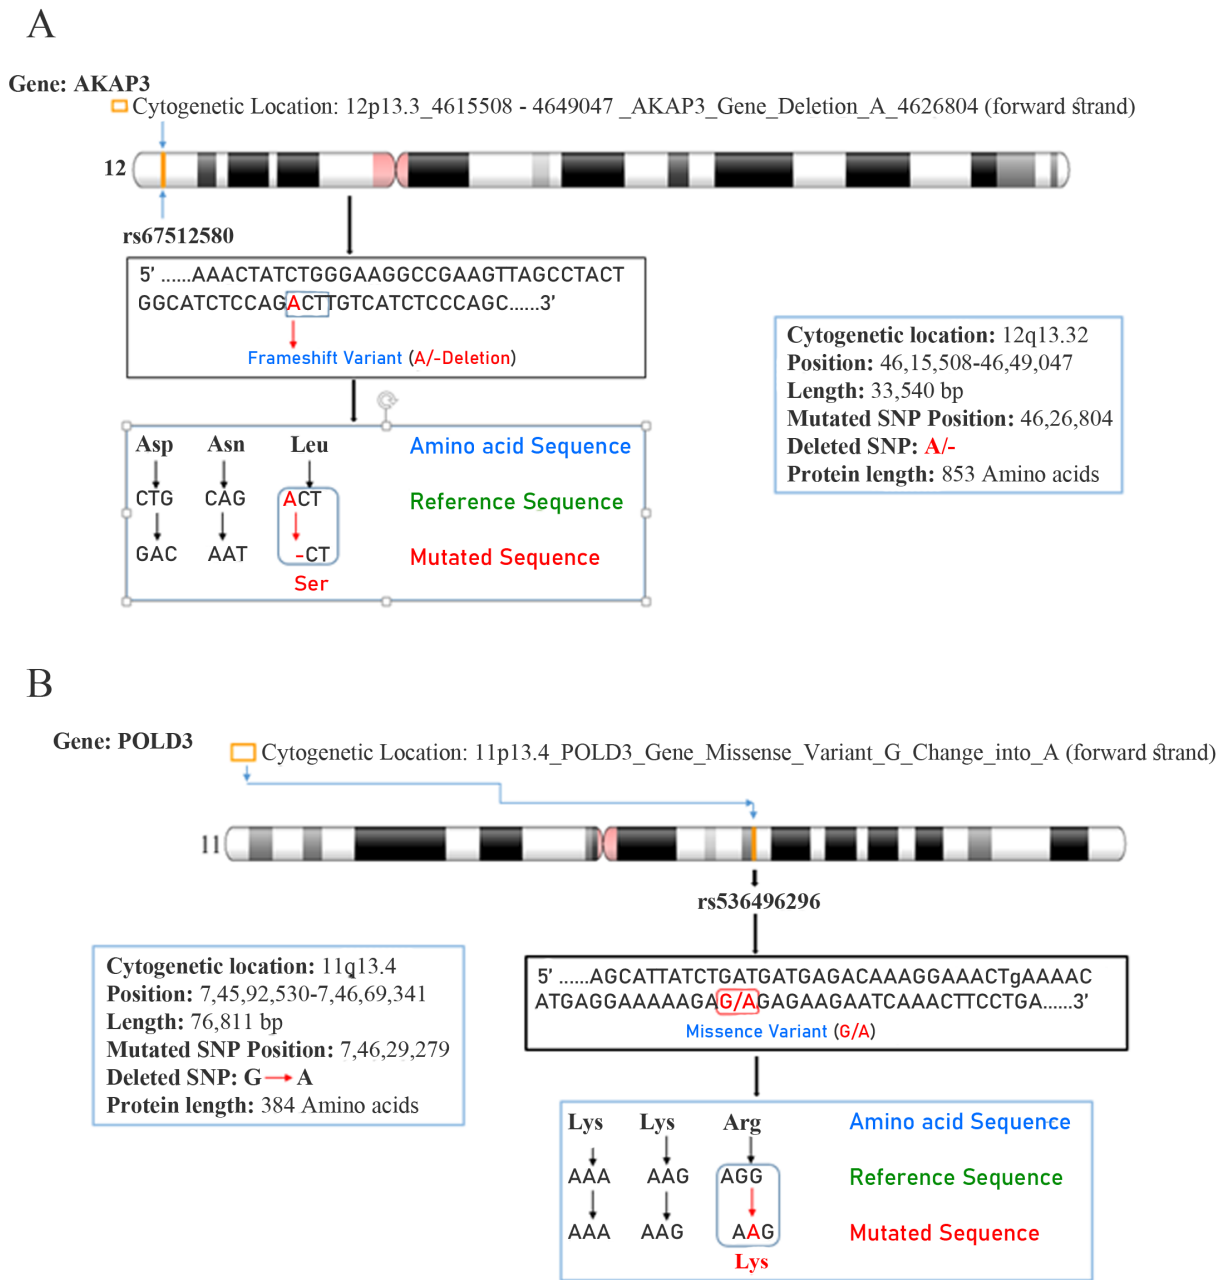 A
Gene: AKAP3
Cytogenetic Location: 12p13.3_4615508 - 4649047 _AKAP3_Gene_Deletion_A_4626804 (forward strand)
12
rs67512580
5' ......AAACTATCTGGGAAGGCCGAAGTTAGCCTACT
GGCATCTCCAGACTTGTCATCTCCCAGC......3'
Frameshift Variant (A/-Deletion)
Cytogenetic location: 12q13.32
Position: 46,15,508-46,49,047
Length: 33,540 bp
Mutated SNP Position: 46,26,804
Deleted SNP: A/-
Protein length: 853 Amino acids
Asp Asn Leu Amino acid Sequence
CTG CAG ACT Reference Sequence
GAC AAT -CT Mutated Sequence
Ser
B
Gene: POLD3
Cytogenetic Location: 11p13.4_POLD3_Gene_Missense_Variant_G_Change_into_A (forward strand)
11
rs536496296
Cytogenetic location: 11q13.4
Position: 7,45,92,530-7,46,69,341
Length: 76,811 bp
Mutated SNP Position: 7,46,29,279
Deleted SNP: G → A
Protein length: 384 Amino acids
5' ......AGCATTATCTGATGATGAGACAAAGGAAACTgAAAAC
ATGAGGAAAAAGAG/AGAGAAGAATCAAACTTCCTGA......3'
Missence Variant (G/A)
Lys Lys Arg Amino acid Sequence
AAA AAG AGG Reference Sequence
AAA AAG AAG Mutated Sequence
Lys